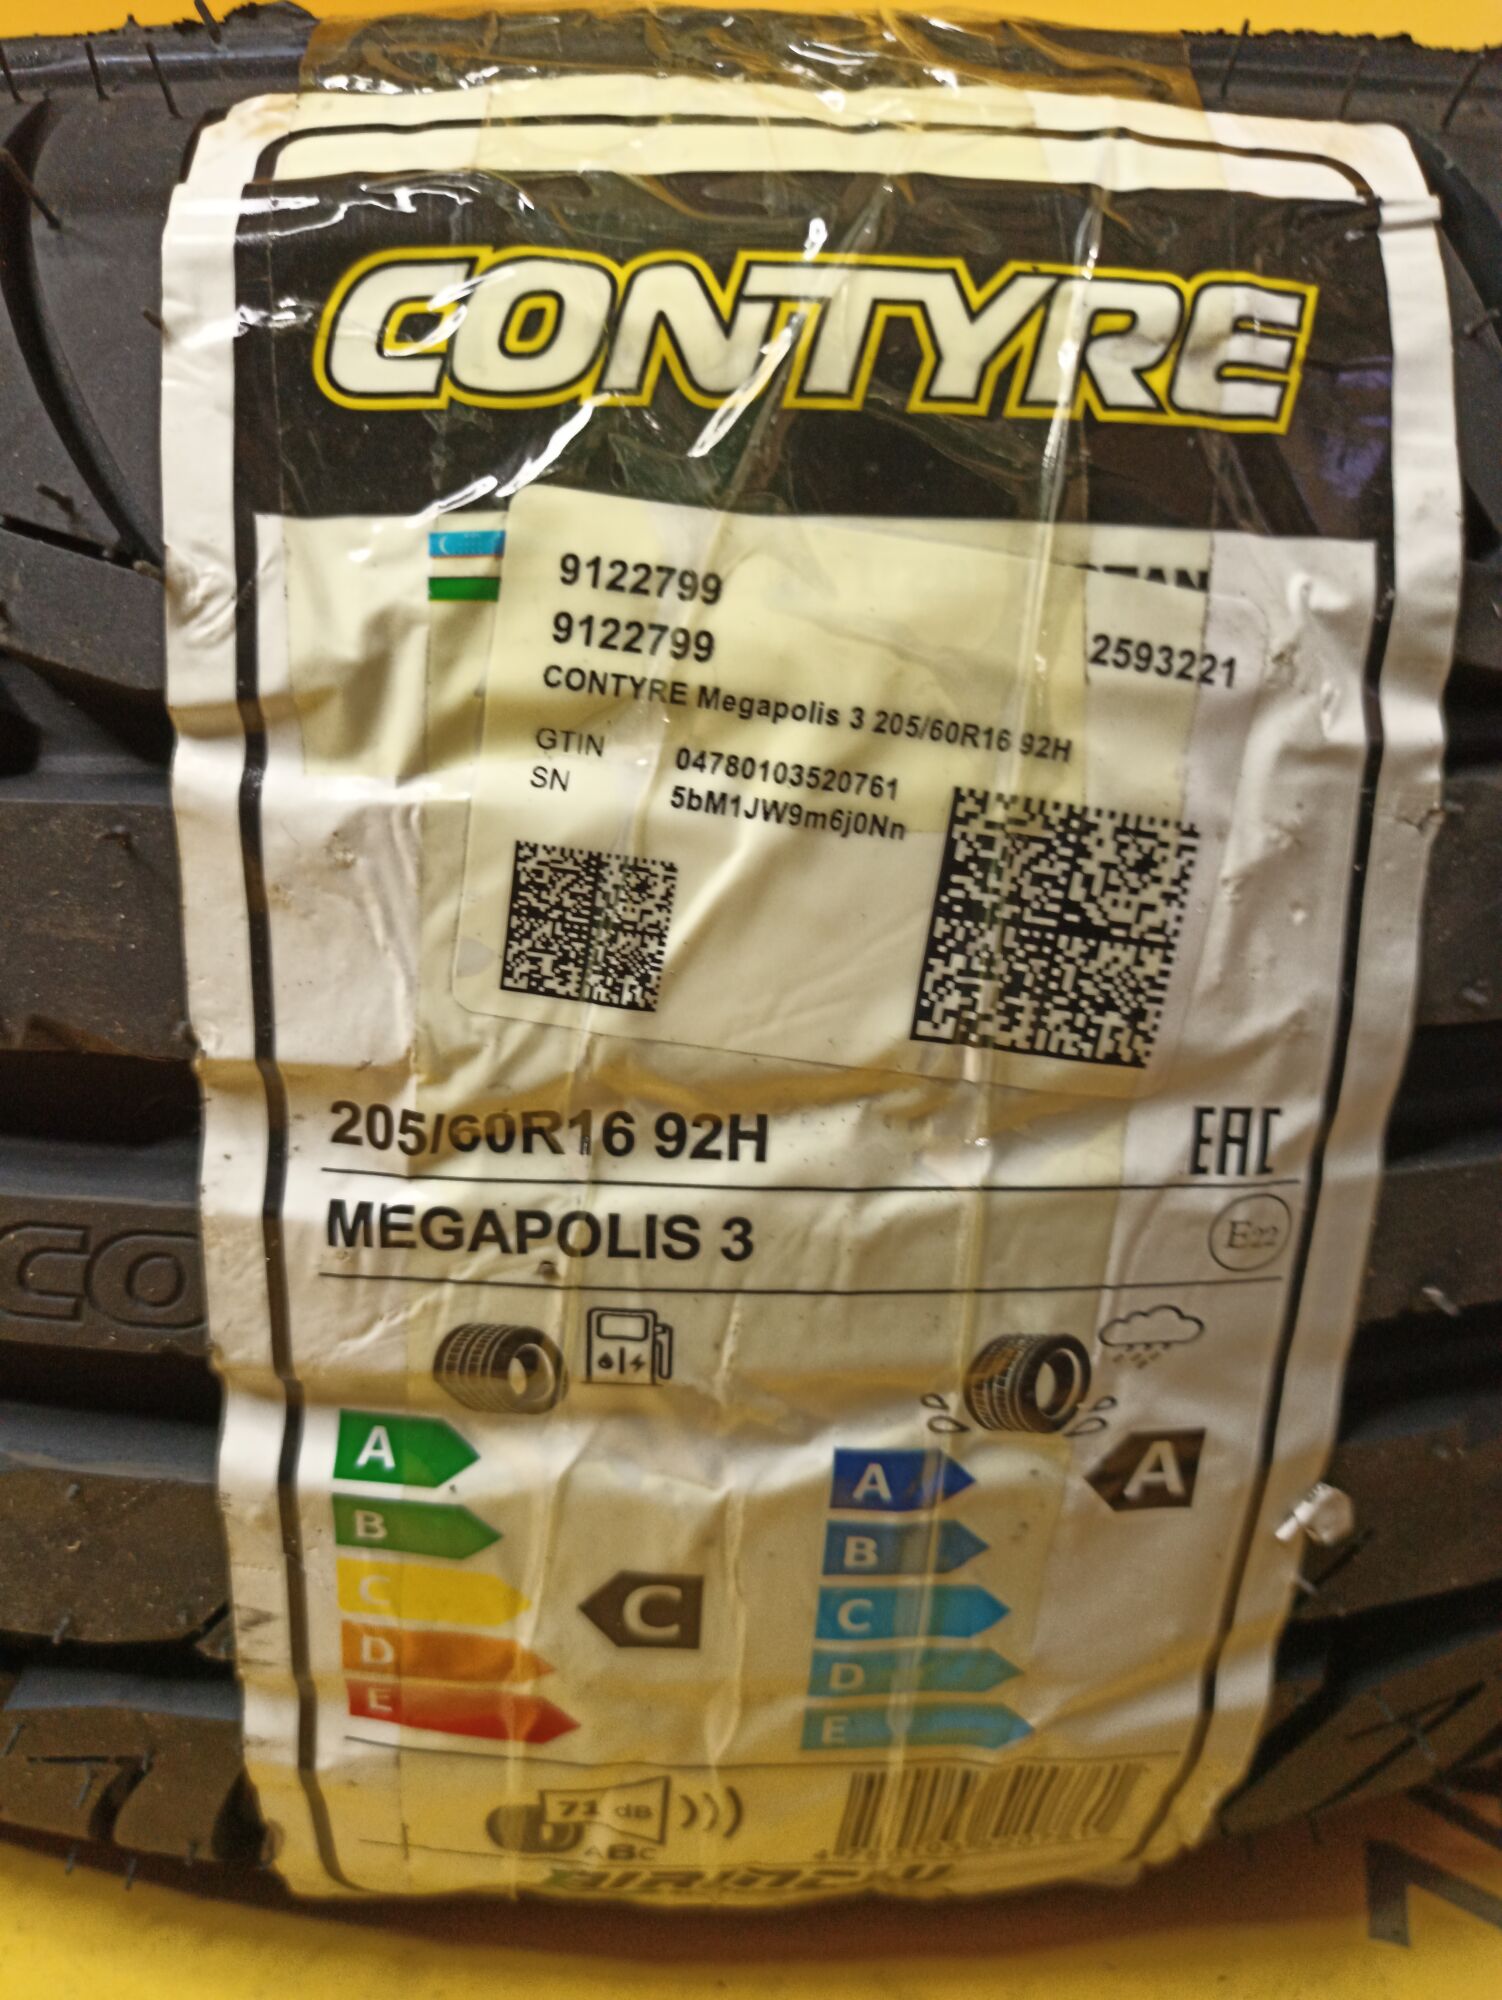 CONTYRE
9122799
9122799
2593221
CONTYRE Megapolis 3 205/60R16 92H
GTIN 04780103520761
SN 5bM1JW9m6j0Nn
205/60R16 92H
EAC
MEGAPOLIS 3
E22
CO
A
B
C
D
E
C
A
B
C
D
E
A
71 dB
ABC